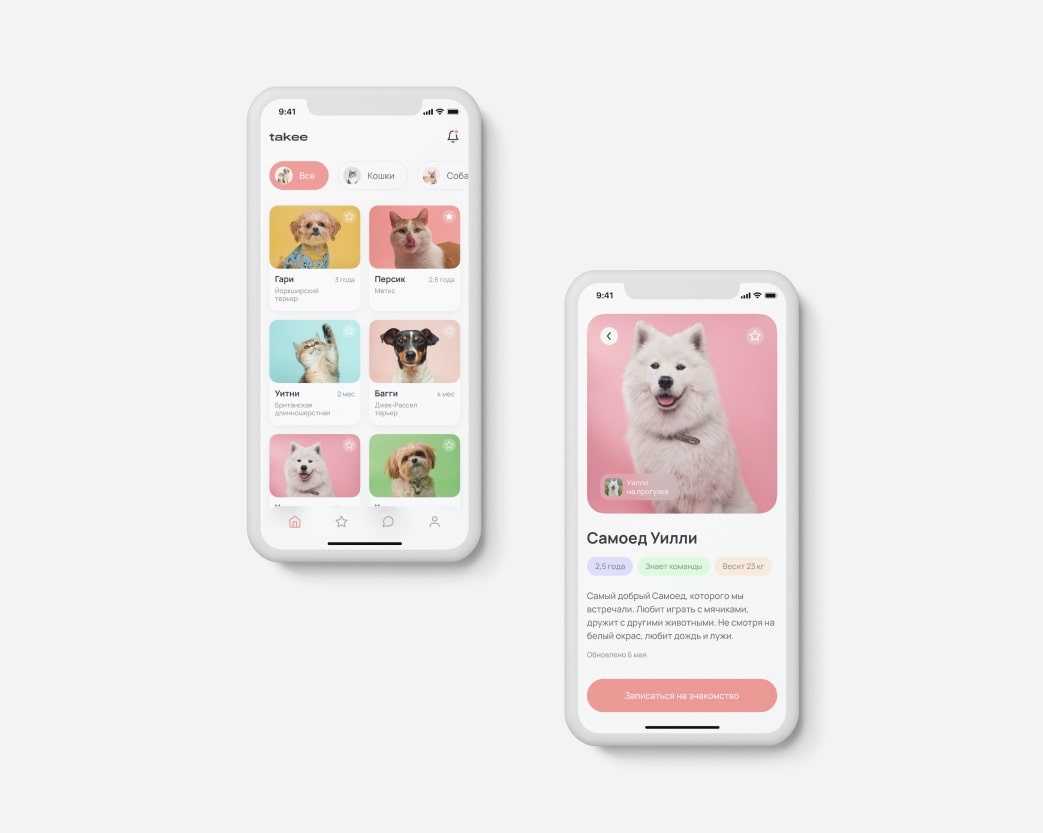 9:41
takee
Все
Кошки
Соба
Гари
3 года
Йоркширский
терьер
Персик
2,5 года
Метис
Уитни
2 мес
Британская
длинношерстная
Багги
4 мес
Джек-Рассел
терьер
9:41
Уилли
на прогулке
Самоед Уилли
2,5 года
Знает команды
Весит 23 кг
Самый добрый Самоед, которого мы
встречали. Любит играть с мячиками,
дружит с другими животными. Не смотря на
белый окрас, любит дождь и лужи.
Обновлено 6 мая
Записаться на знакомство